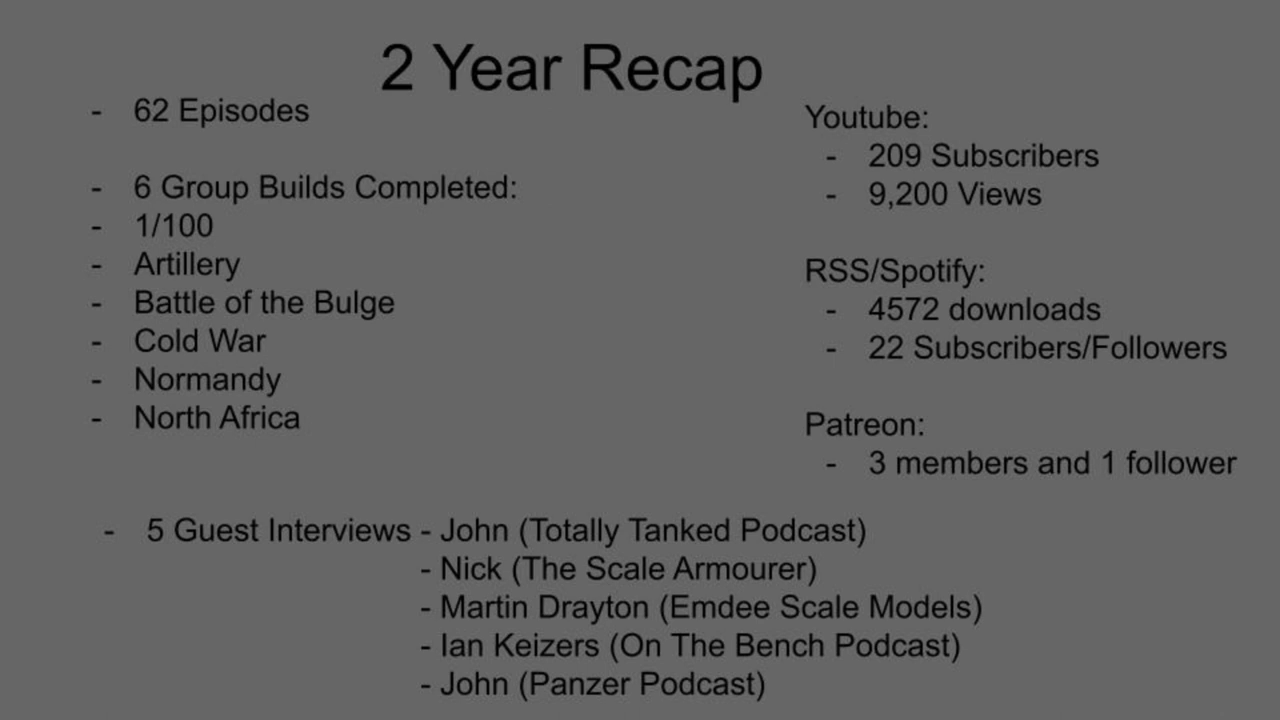 2 Year Recap
- 62 Episodes
- 6 Group Builds Completed:
- 1/100
- Artillery
- Battle of the Bulge
- Cold War
- Normandy
- North Africa
Youtube:
- 209 Subscribers
- 9,200 Views
RSS/Spotify:
- 4572 downloads
- 22 Subscribers/Followers
Patreon:
- 3 members and 1 follower
- 5 Guest Interviews - John (Totally Tanked Podcast)
- Nick (The Scale Armourer)
- Martin Drayton (Emdee Scale Models)
- Ian Keizers (On The Bench Podcast)
- John (Panzer Podcast)